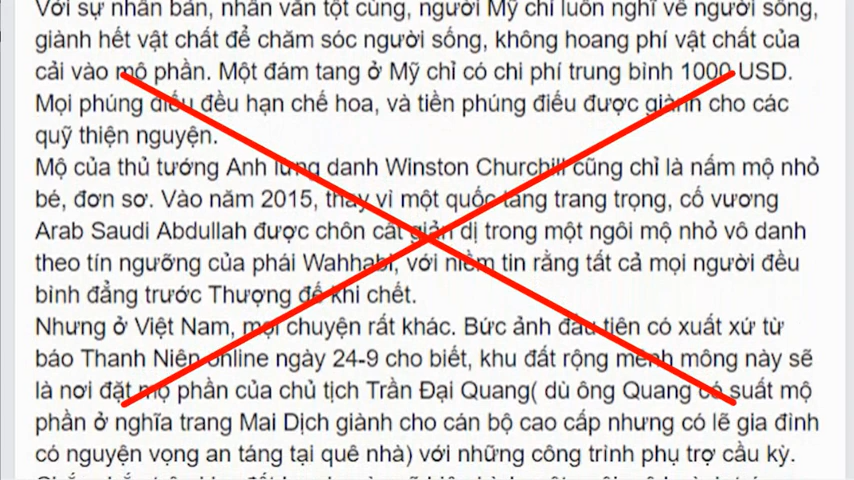 Với sự nhân bản, nhân văn tột cùng, người Mỹ chỉ luôn nghĩ về người sống,
giành hết vật chất để chăm sóc người sống, không hoang phí vật chất của
cải vào mộ phần. Một đám tang ở Mỹ chỉ có chi phí trung bình 1000 USD.
Mọi phúng điếu đều hạn chế hoa, và tiền phúng điếu được giành cho các
quỹ thiện nguyện.
Mộ của thủ tướng Anh lừng danh Winston Churchill cũng chỉ là nấm mộ nhỏ
bé, đơn sơ. Vào năm 2015, thay vì một quốc tang trang trọng, cố vương
Arab Saudi Abdullah được chôn cất giản dị trong một ngôi mộ nhỏ vô danh
theo tín ngưỡng của phái Wahhabi, với niềm tin rằng tất cả mọi người đều
bình đẳng trước Thượng đế khi chết.
Nhưng ở Việt Nam, mọi chuyện rất khác. Bức ảnh đầu tiên có xuất xứ từ
báo Thanh Niên online ngày 24-9 cho biết, khu đất rộng mênh mông này sẽ
là nơi đặt mộ phần của chủ tịch Trần Đại Quang( dù ông Quang có suất mộ
phần ở nghĩa trang Mai Dịch giành cho cán bộ cao cấp nhưng có lẽ gia đình
có nguyện vọng an táng tại quê nhà) với những công trình phụ trợ cầu kỳ.